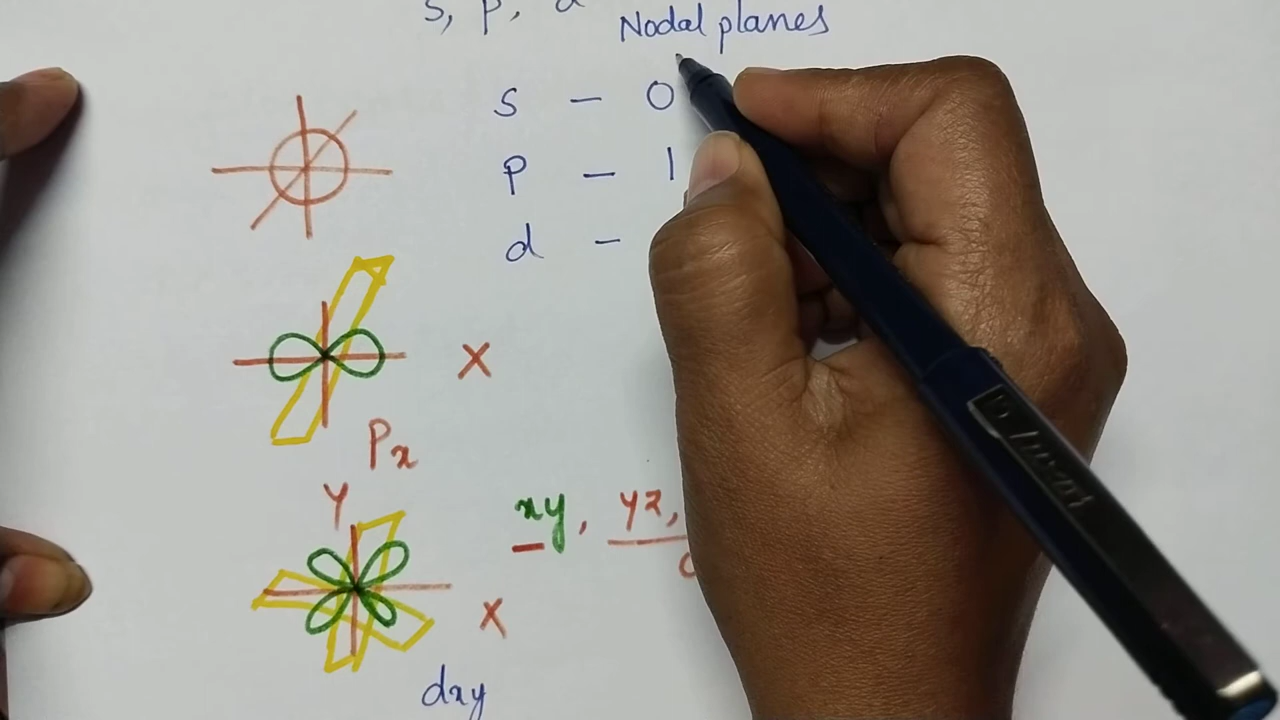 s, p, d
Nodal planes
s – 0
p – 1
d –
X
Px
Y
xy, yz,
X
dxy